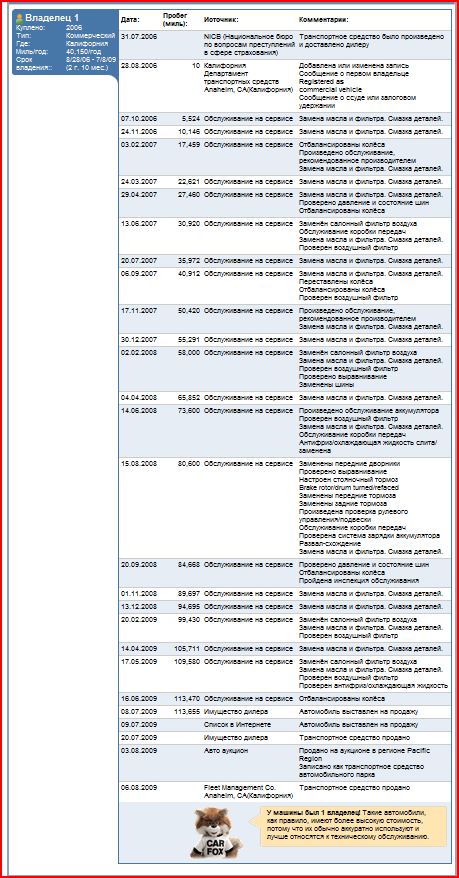 Владелец 1
Куплено: 2006
Тип: Коммерческий
Где: Калифорния
Миль/год: 40,150/год
Срок 8/28/06 - 7/8/09
владения:: (2 г. 10 мес.)
Дата: Пробег (миль): Источник: Комментарии:
31.07.2006 NICB (Национальное бюро Транспортное средство было произведено
по вопросам преступлений и доставлено дилеру
в сфере страхования)
28.08.2006 10 Калифорния Добавлена или изменена запись
Департамент Сообщение о первом владельце
транспортных средств Registered as
Anaheim, CA(Калифорния) commercial vehicle
Сообщение о ссуде или залоговом
удержании
07.10.2006 5,524 Обслуживание на сервисе Замена масла и фильтра. Смазка деталей.
24.11.2006 10,146 Обслуживание на сервисе Замена масла и фильтра. Смазка деталей.
03.02.2007 17,459 Обслуживание на сервисе Отбалансированы колёса
Произведено обслуживание,
рекомендованное производителем
Замена масла и фильтра. Смазка деталей.
24.03.2007 22,621 Обслуживание на сервисе Замена масла и фильтра. Смазка деталей.
29.04.2007 27,460 Обслуживание на сервисе Замена масла и фильтра. Смазка деталей.
Проверено давление и состояние шин
Отбалансированы колёса
13.06.2007 30,920 Обслуживание на сервисе Заменён салонный фильтр воздуха
Обслуживание коробки передач
Замена масла и фильтра. Смазка деталей.
Проверен воздушный фильтр
20.07.2007 35,972 Обслуживание на сервисе Замена масла и фильтра. Смазка деталей.
06.09.2007 40,912 Обслуживание на сервисе Замена масла и фильтра. Смазка деталей.
Переставлены колёса
Отбалансированы колёса
Проверен воздушный фильтр
17.11.2007 50,420 Обслуживание на сервисе Произведено обслуживание,
рекомендованное производителем
Замена масла и фильтра. Смазка деталей.
30.12.2007 55,291 Обслуживание на сервисе Замена масла и фильтра. Смазка деталей.
02.02.2008 58,000 Обслуживание на сервисе Заменён салонный фильтр воздуха
Замена масла и фильтра. Смазка деталей.
Проверен воздушный фильтр
Проверено выравнивание
Заменены шины
04.04.2008 65,852 Обслуживание на сервисе Замена масла и фильтра. Смазка деталей.
14.06.2008 73,600 Обслуживание на сервисе Произведено обслуживание аккумулятора
Проверен воздушный фильтр
Замена масла и фильтра. Смазка деталей.
Обслуживание коробки передач
Антифриз/охлаждающая жидкость слита/
заменена
15.08.2008 80,600 Обслуживание на сервисе Заменены передние дворники
Проверено выравнивание
Настроен стояночный тормоз
Brake rotor/drum turned/refaced
Заменены передние тормоза
Заменены задние тормоза
Произведена проверка рулевого
управления/подвески
Обслуживание коробки передач
Проверена система зарядки аккумулятора
Развал-схождение
Замена масла и фильтра. Смазка деталей.
20.09.2008 84,668 Обслуживание на сервисе Проверено давление и состояние шин
Отбалансированы колёса
Пройдена инспекция обслуживания
01.11.2008 89,697 Обслуживание на сервисе Замена масла и фильтра. Смазка деталей.
13.12.2008 94,695 Обслуживание на сервисе Замена масла и фильтра. Смазка деталей.
20.02.2009 99,430 Обслуживание на сервисе Заменён салонный фильтр воздуха
Замена масла и фильтра. Смазка деталей.
Проверен воздушный фильтр
14.04.2009 105,711 Обслуживание на сервисе Замена масла и фильтра. Смазка деталей.
17.05.2009 109,580 Обслуживание на сервисе Заменён салонный фильтр воздуха
Замена масла и фильтра. Смазка деталей.
Проверен воздушный фильтр
Проверен антифриз/охлаждающая жидкость
16.06.2009 113,470 Обслуживание на сервисе Отбалансированы колёса
08.07.2009 113,655 Имущество дилера Автомобиль выставлен на продажу
09.07.2009 Список в Интернете Автомобиль выставлен на продажу
20.07.2009 Имущество дилера Транспортное средство продано
03.08.2009 Авто аукцион Продано на аукционе в регионе Pacific
Region
Записано как транспортное средство
автомобильного парка
06.08.2009 Fleet Management Co. Транспортное средство продано
Anaheim, CA(Калифорния)
CAR
FOX
У машины был 1 владелец! Такие автомобили,
как правило, имеют более высокую стоимость,
потому что их обычно аккуратно используют и
лучше относятся к техническому обслуживанию.